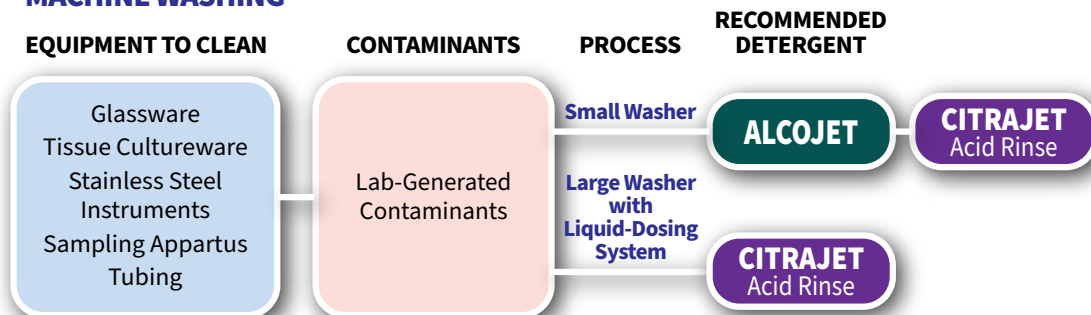 MACHINE WASHING
EQUIPMENT TO CLEAN
CONTAMINANTS
PROCESS
RECOMMENDED
DETERGENT
Glassware
Tissue Cultureware
Stainless Steel
Instruments
Sampling Appartus
Tubing
Lab-Generated
Contaminants
Small Washer
ALCOJET
CITRAJET
Acid Rinse
Large Washer
with
Liquid-Dosing
System
CITRAJET
Acid Rinse